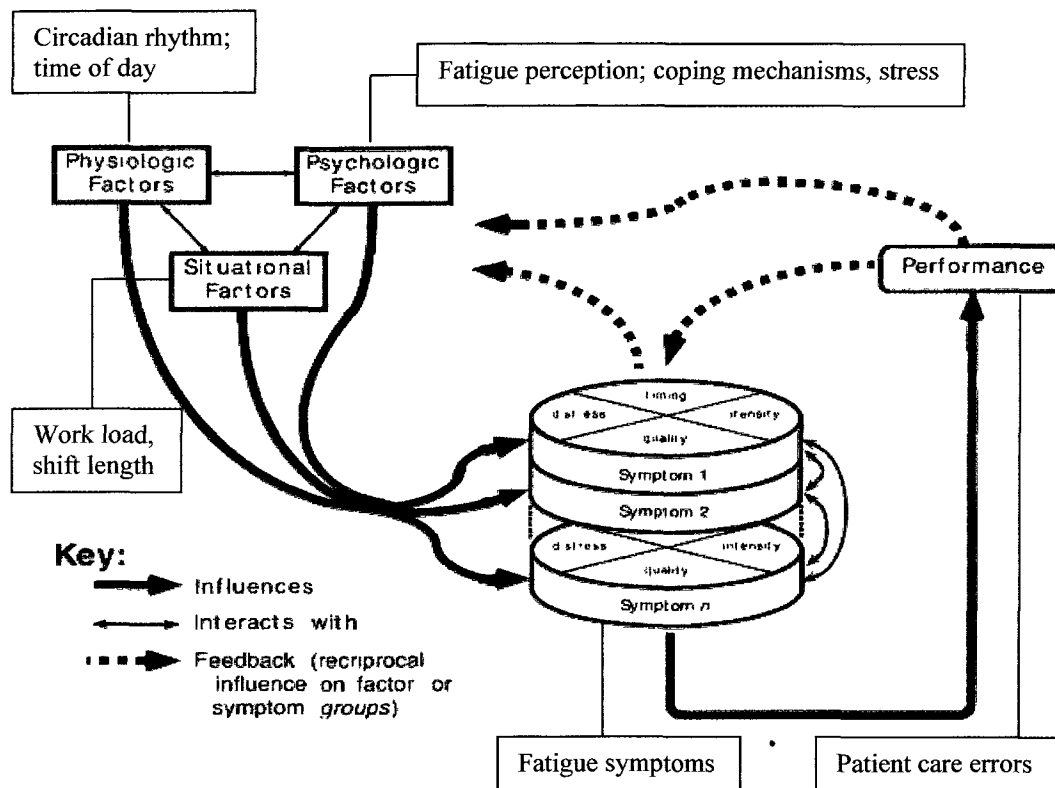 Circadian rhythm;
time of day
Fatigue perception; coping mechanisms, stress
Physiologic
Factors
Psychologic
Factors
Situational
Factors
Performance
Work load,
shift length
timing
distress
intensity
quality
Symptom 1
Symptom 2
distress
intensity
quality
Symptom n
Key:
Influences
Interacts with
Feedback (recriprocal
influence on factor or
symptom groups)
Fatigue symptoms
Patient care errors